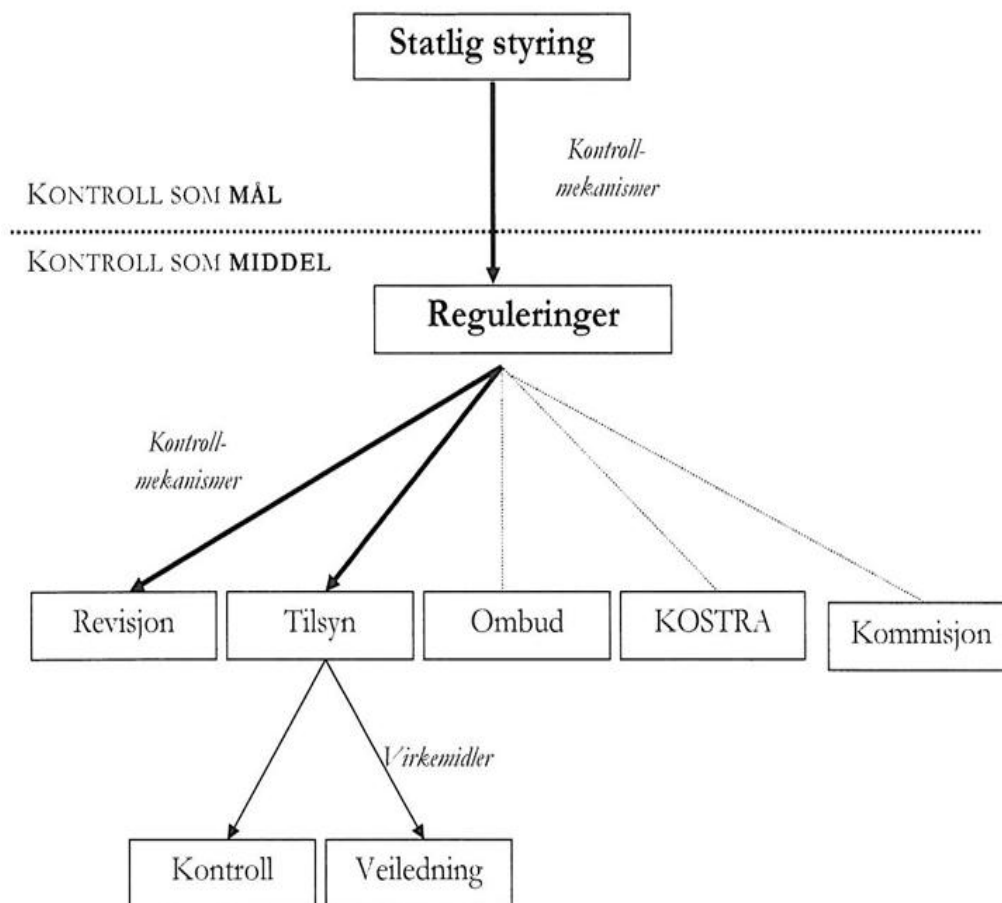 Statlig styring
Kontroll-
mekanismer
KONTROLL SOM MÅL
KONTROLL SOM MIDDEL
Reguleringer
Kontroll-
mekanismer
Revisjon
Tilsyn
Ombud
KOSTRA
Kommisjon
Virkemidler
Kontroll
Veiledning